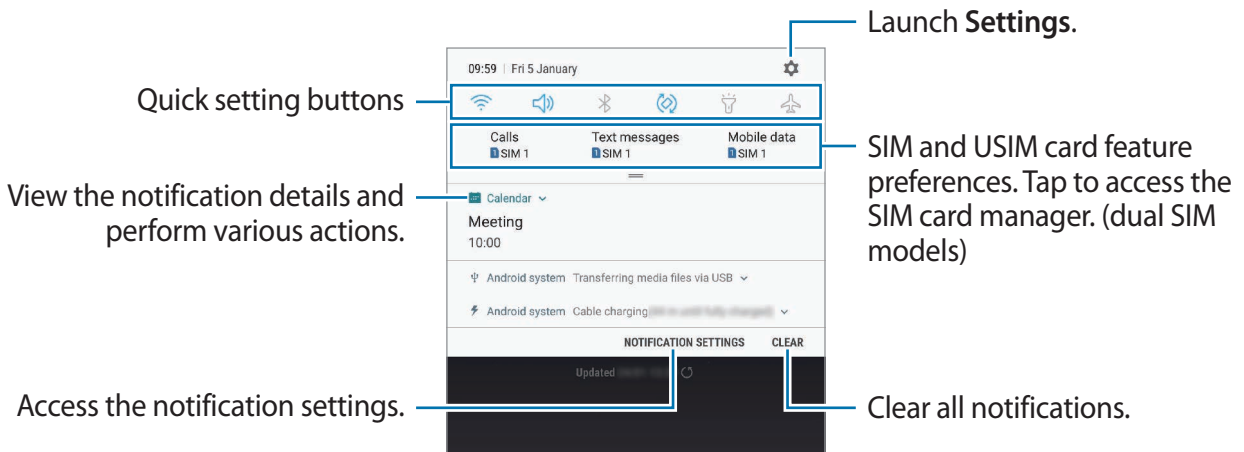 Launch Settings.
09:59 | Fri 5 January
Quick setting buttons
Calls
Text messages
Mobile data
1 SIM 1
1 SIM 1
1 SIM 1
SIM and USIM card feature
preferences. Tap to access the
SIM card manager. (dual SIM
models)
View the notification details and
perform various actions.
Calendar
Meeting
10:00
Android system Transferring media files via USB
Android system Cable charging
NOTIFICATION SETTINGS CLEAR
Updated
Access the notification settings.
Clear all notifications.